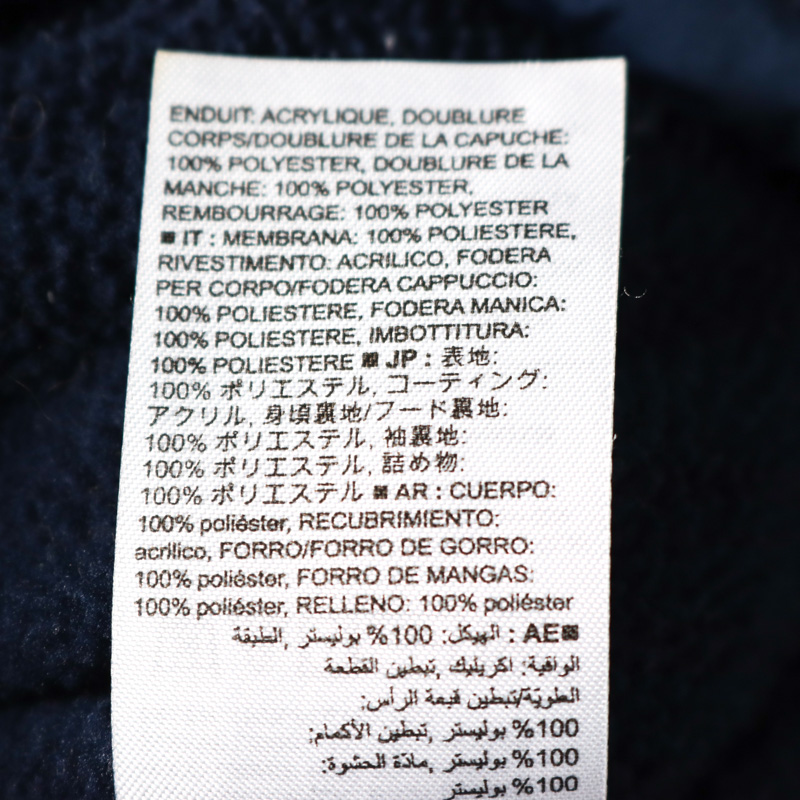 ENDUIT: ACRYLIQUE, DOUBLURE
CORPS/DOUBLURE DE LA CAPUCHE:
100% POLYESTER, DOUBLURE DE LA
MANCHE: 100% POLYESTER,
REMBOURRAGE: 100% POLYESTER
■ IT : MEMBRANA: 100% POLIESTERE,
RIVESTIMENTO: ACRILICO, FODERA
PER CORPO/FODERA CAPPUCCIO:
100% POLIESTERE, FODERA MANICA:
100% POLIESTERE, IMBOTTITURA:
100% POLIESTERE ■ JP : 表地:
100% ポリエステル, コーティング:
アクリル, 身頃裏地/フード裏地:
100% ポリエステル, 袖裏地:
100% ポリエステル, 詰め物:
100% ポリエステル ■ AR : CUERPO:
100% poliéster, RECUBRIMIENTO:
acrílico, FORRO/FORRO DE GORRO:
100% poliéster, FORRO DE MANGAS:
100% poliéster, RELLENO: 100% poliéster
■AE : الهيكل: 100% بوليستر ,الطبقة
الواقية: اكريليك ,تبطين القطعة
العلويّة/تبطين قبعة الرأس:
100% بوليستر ,تبطين الأكمام:
100% بوليستر ,مادّة الحشوة:
100% بوليستر